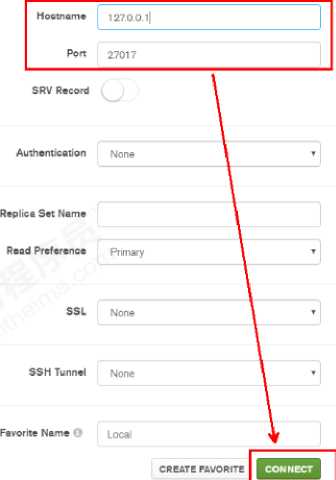 Hostname 127.0.0.1
Port 27017
SRV Record
Authentication None
Replica Set Name
Read Preference Primary
SSL None
SSH Tunnel None
Favorite Name Local
CREATE FAVORITE CONNECT